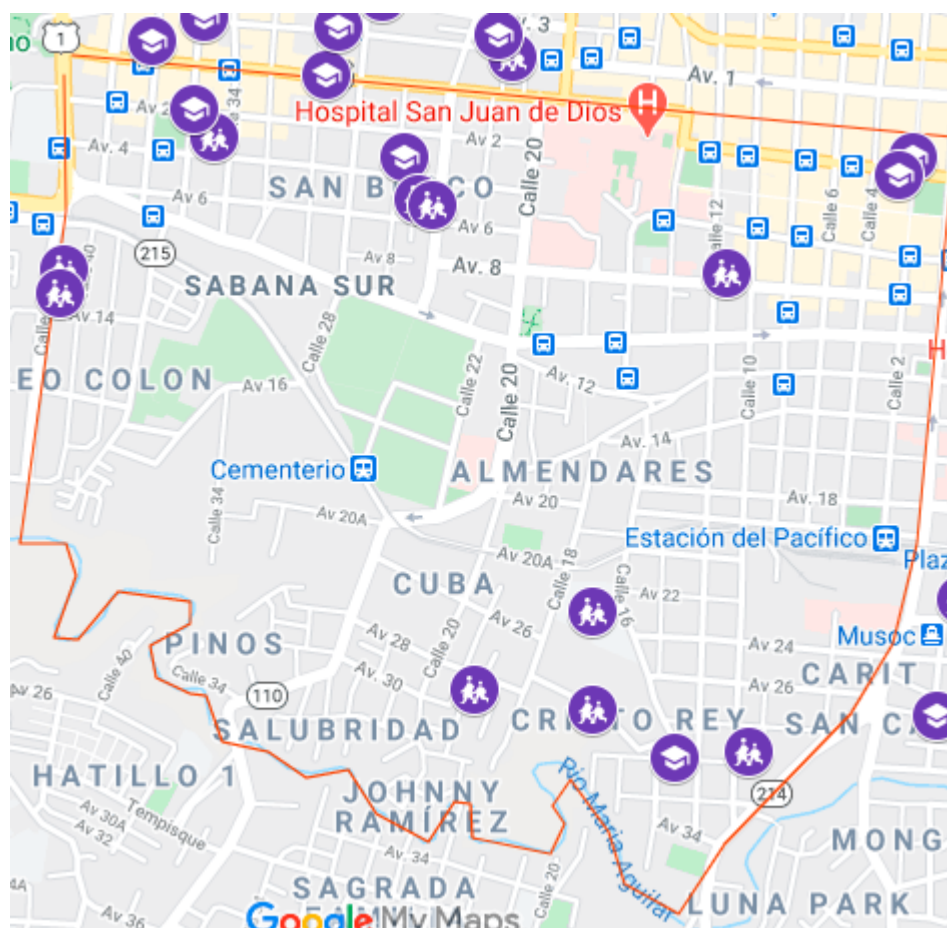 1
Av. 3
Av. 1
Hospital San Juan de Dios
H
Av 2
Calle 20
Av. 4
SAN B CO
Av 6
Av 6
Calle 12
Calle 6
Calle 4
215
Av 8
Av. 8
SABANA SUR
Av 14
Calle 28
EO COLON
Av 16
Calle 22
Calle 20
Av. 12
Calle 10
Calle 2
H
Av. 14
Cementerio
ALMENDARES
Calle 34
Av 20A
Av 20
Av. 18
Estación del Pacífico
Plaz
Av 20A
Calle 18
Calle 16
CUBA
Av 22
Av 26
Av 28
Calle 20
Musoc
PINOS
Av 24
Calle 40
Calle 34
Av. 30
CARIT
Av 26
Av 26
110
SALUBRIDAD
CRI TO REY
SAN CA
HATILLO 1
Río María Aguilar
214
JOHNNY
RAMÍREZ
Tempisque
Av 30A
Av 32
Av 34
MONG
Av. 34
Calle 20
4A
SAGRADA
LUNA PARK
Av 36
Google My Maps